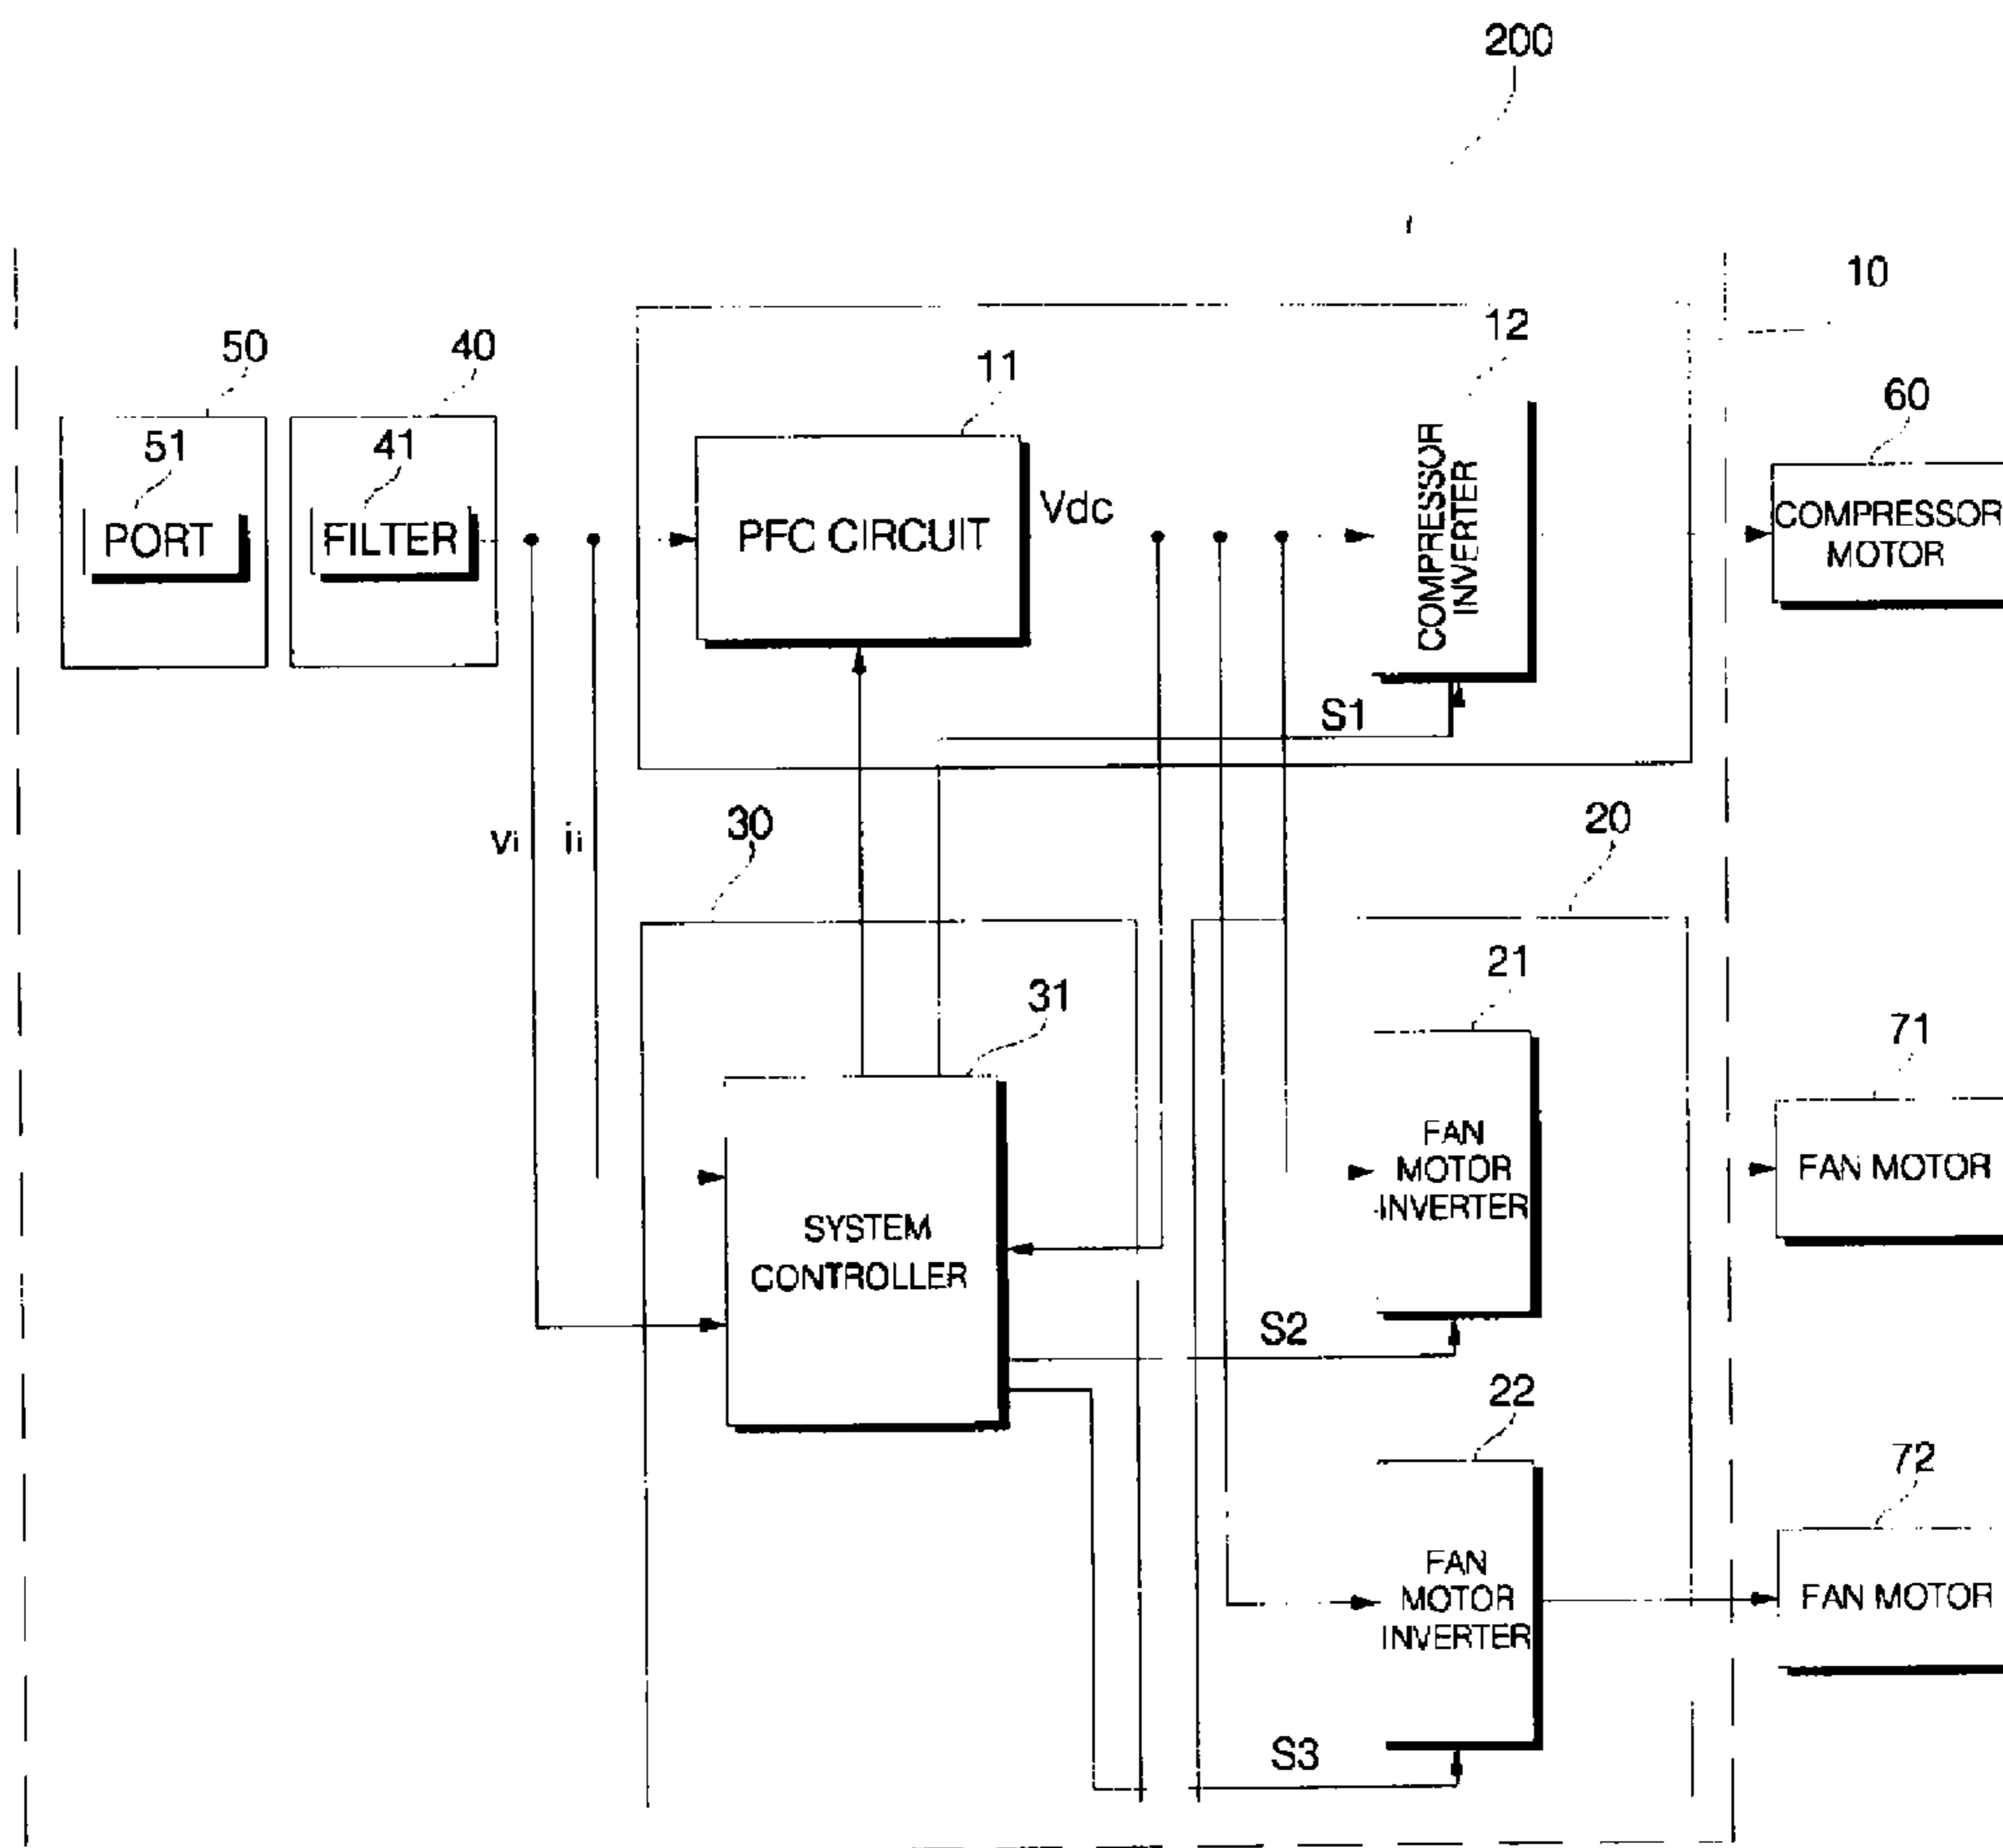 200
10
12
50
40
11
60
51
41
PORT
FILTER
PFC CIRCUIT
Vdc
COMPRESSOR
INVERTER
COMPRESSOR
MOTOR
S1
vi
ii
30
20
21
31
71
FAN
MOTOR
INVERTER
FAN MOTOR
SYSTEM
CONTROLLER
S2
22
72
FAN
MOTOR
INVERTER
FAN MOTOR
S3